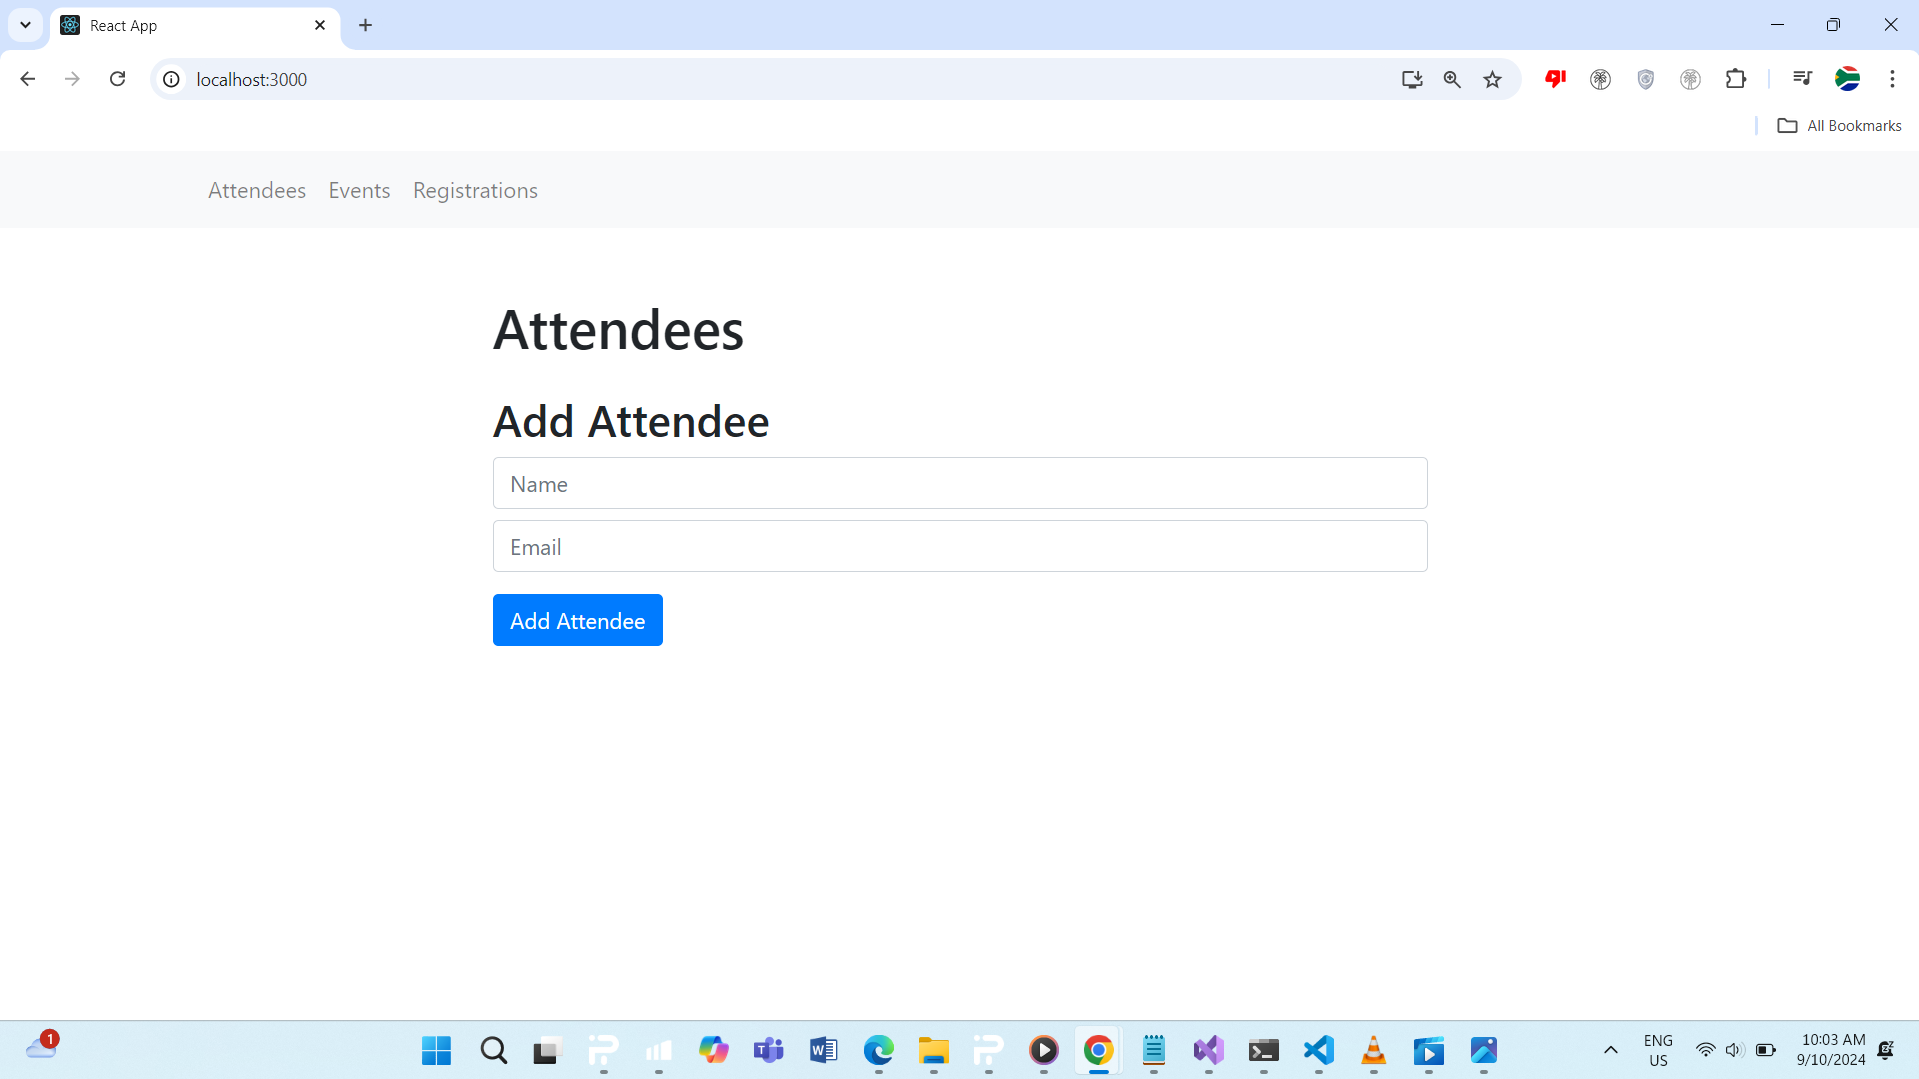 React App
localhost:3000
All Bookmarks
Attendees Events Registrations
Attendees
Add Attendee
Name
Email
Add Attendee
1
ENG
US
10:03 AM
9/10/2024